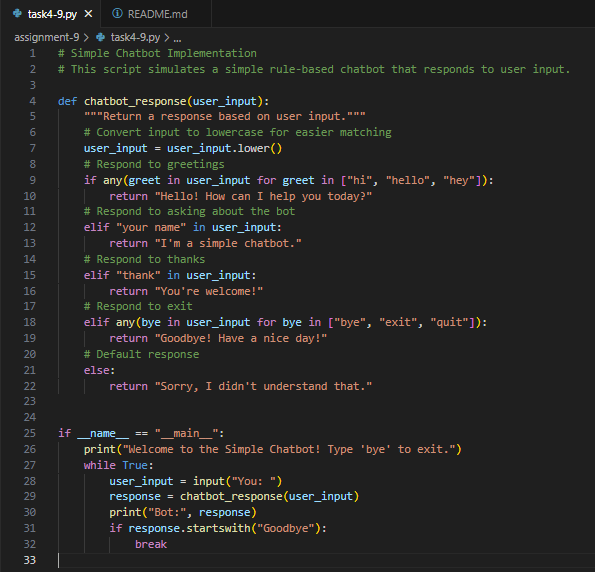 task4-9.py README.md
assignment-9 > task4-9.py > ...
1 # Simple Chatbot Implementation
2 # This script simulates a simple rule-based chatbot that responds to user input.
3
4 def chatbot_response(user_input):
5     """Return a response based on user input."""
6     # Convert input to lowercase for easier matching
7     user_input = user_input.lower()
8     # Respond to greetings
9     if any(greet in user_input for greet in ["hi", "hello", "hey"]):
10         return "Hello! How can I help you today?"
11     # Respond to asking about the bot
12     elif "your name" in user_input:
13         return "I'm a simple chatbot."
14     # Respond to thanks
15     elif "thank" in user_input:
16         return "You're welcome!"
17     # Respond to exit
18     elif any(bye in user_input for bye in ["bye", "exit", "quit"]):
19         return "Goodbye! Have a nice day!"
20     # Default response
21     else:
22         return "Sorry, I didn't understand that."
23
24
25 if __name__ == "__main__":
26     print("Welcome to the Simple Chatbot! Type 'bye' to exit.")
27     while True:
28         user_input = input("You: ")
29         response = chatbot_response(user_input)
30         print("Bot:", response)
31         if response.startswith("Goodbye"):
32             break
33